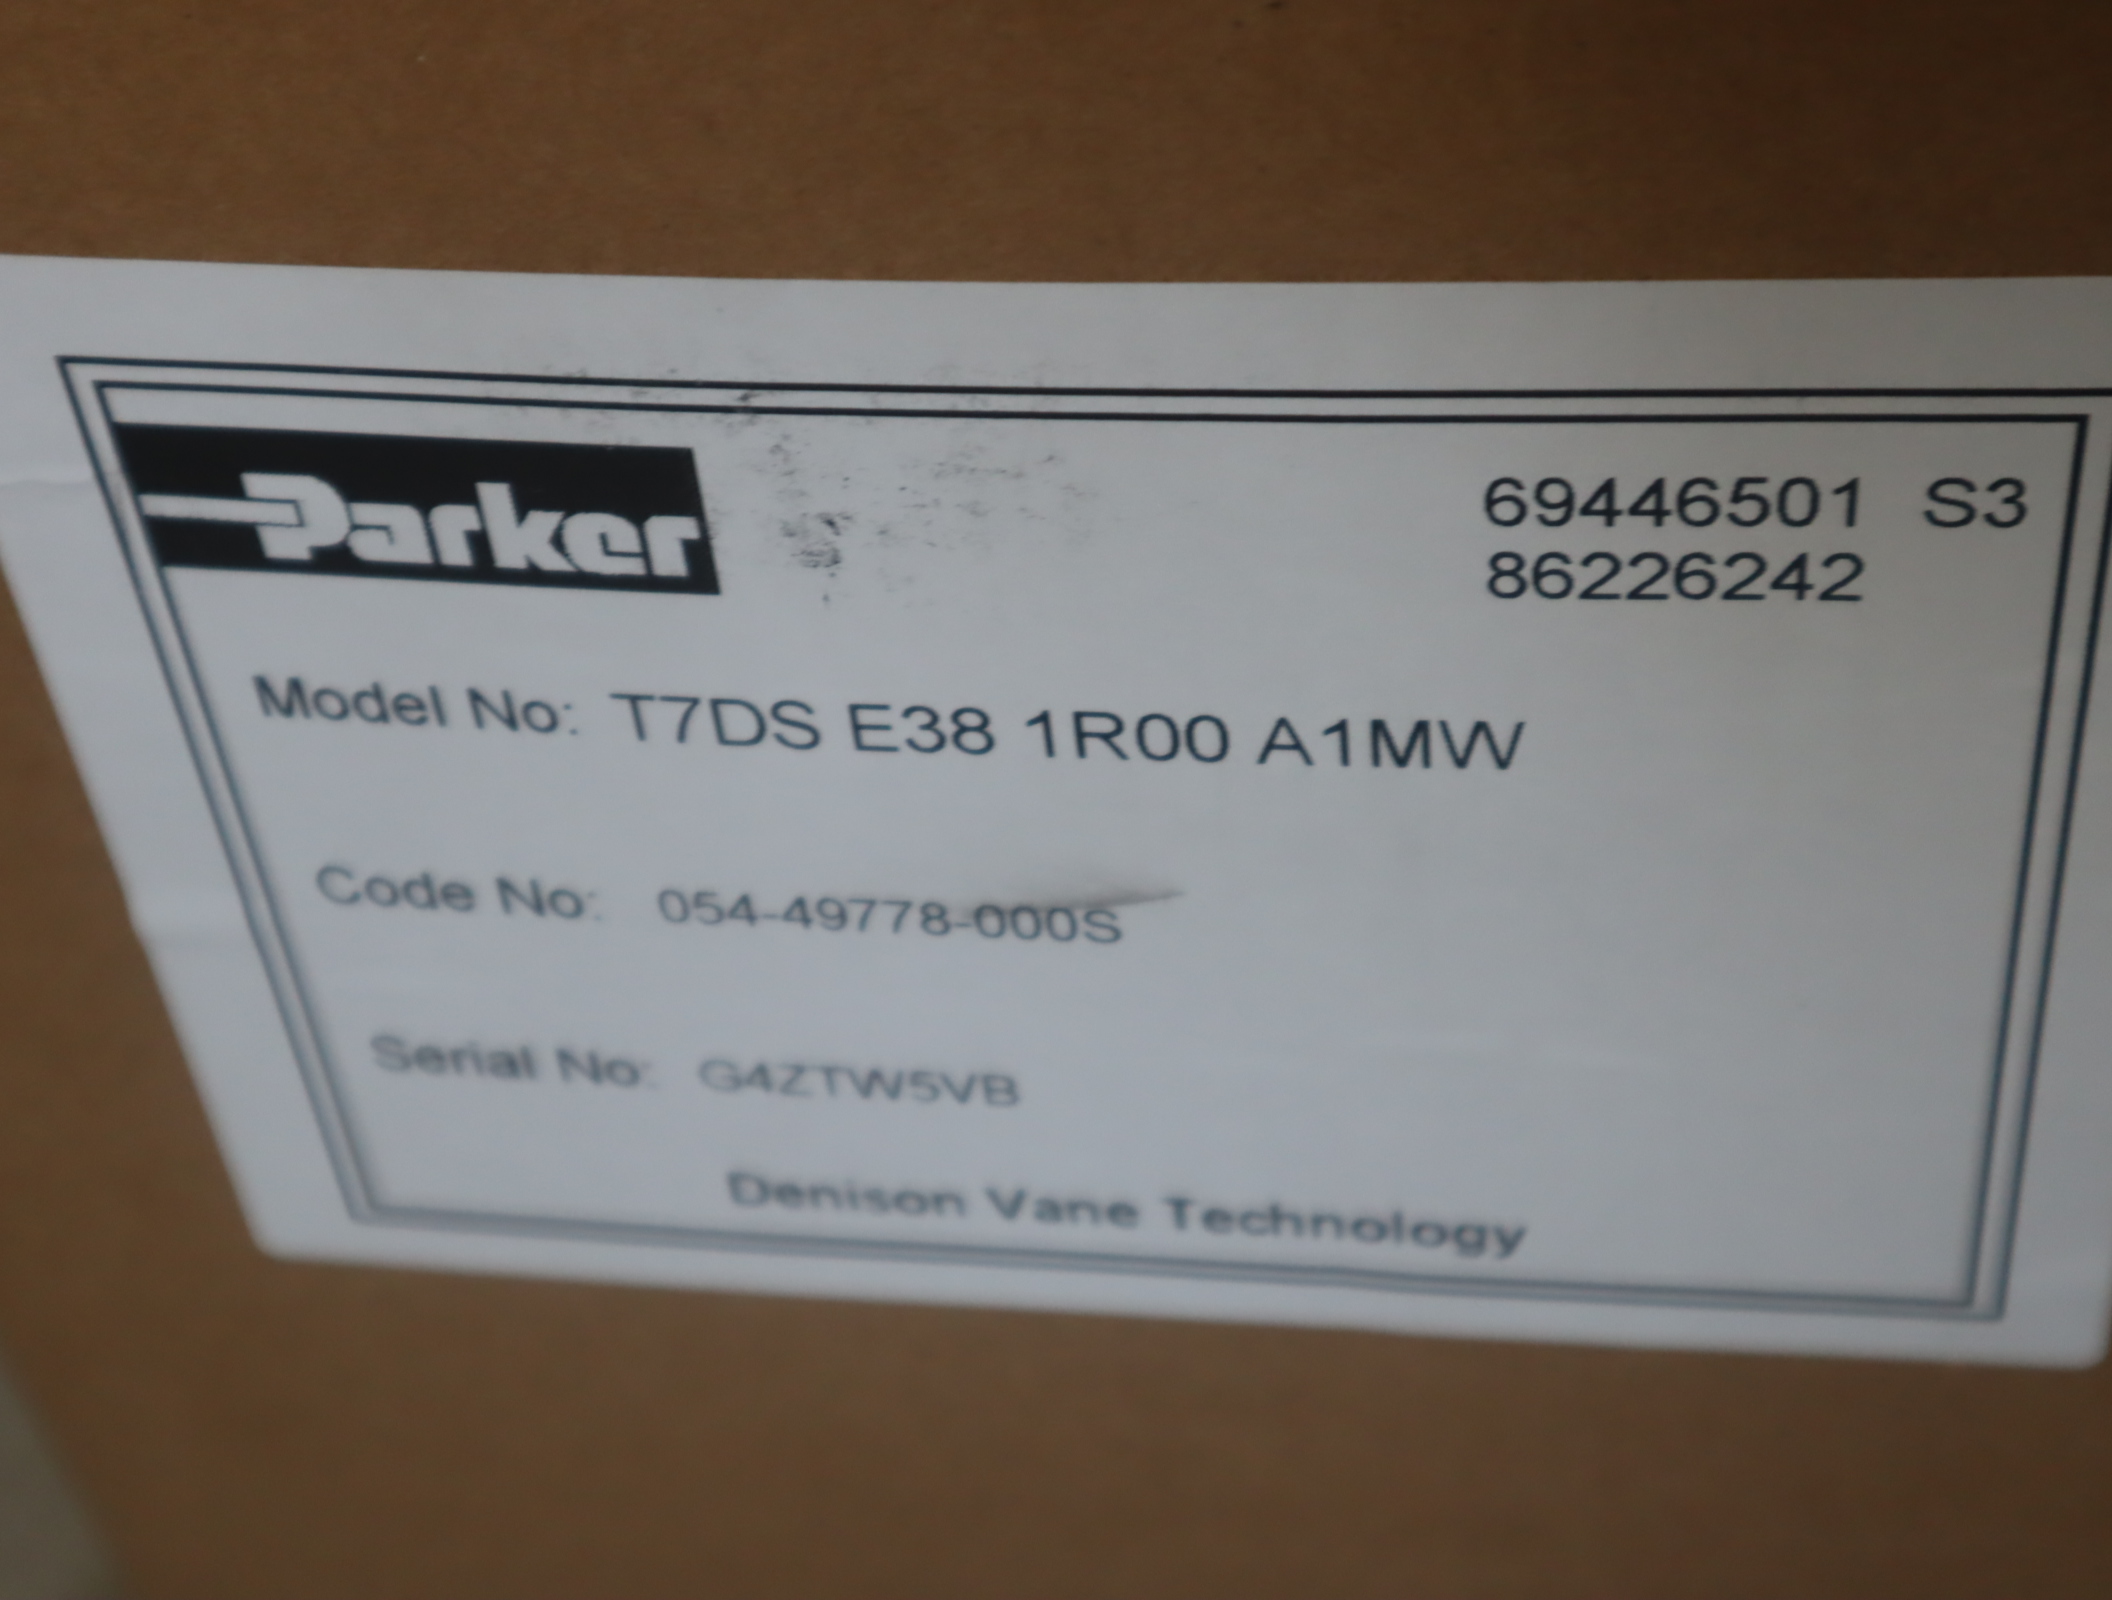 Parker
69446501 S3
86226242
Model No: T7DS E38 1R00 A1MW
Code No: 054-49778-000S
Serial No: G4ZTW5VB
Denison Vane Technology